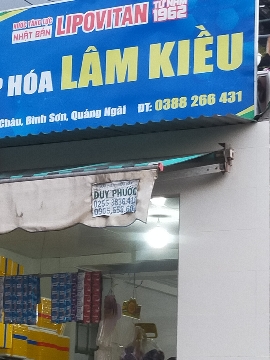 NƯỚC TĂNG LỰC
NHẬT BẢN
LIPOVITAN
TỪ NĂM
1962
HÓA LÂM KIỀU
Châu, Bình Sơn, Quảng Ngãi ĐT: 0388 266 431
DUY PHƯỚC